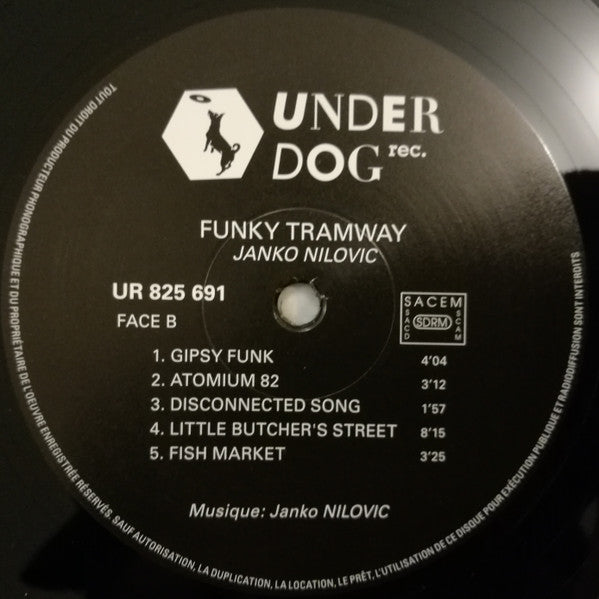 UNDER
DOG rec.
FUNKY TRAMWAY
JANKO NILOVIC
UR 825 691
FACE B
SACEM
SACD
SDRM
SCAM
1. GIPSY FUNK 4'04
2. ATOMIUM 82 3'12
3. DISCONNECTED SONG 1'57
4. LITTLE BUTCHER'S STREET 8'15
5. FISH MARKET 3'25
Musique: Janko NILOVIC
TOUT DROIT DU PRODUCTEUR PHONOGRAPHIQUE ET DU PROPRIÉTAIRE DE L'OEUVRE ENREGISTRÉE RÉSERVÉS. SAUF AUTORISATION, LA DUPLICATION, LA LOCATION, LE PRÊT, L'UTILISATION DE CE DISQUE POUR EXÉCUTION PUBLIQUE ET RADIODIFFUSION SONT INTERDITS